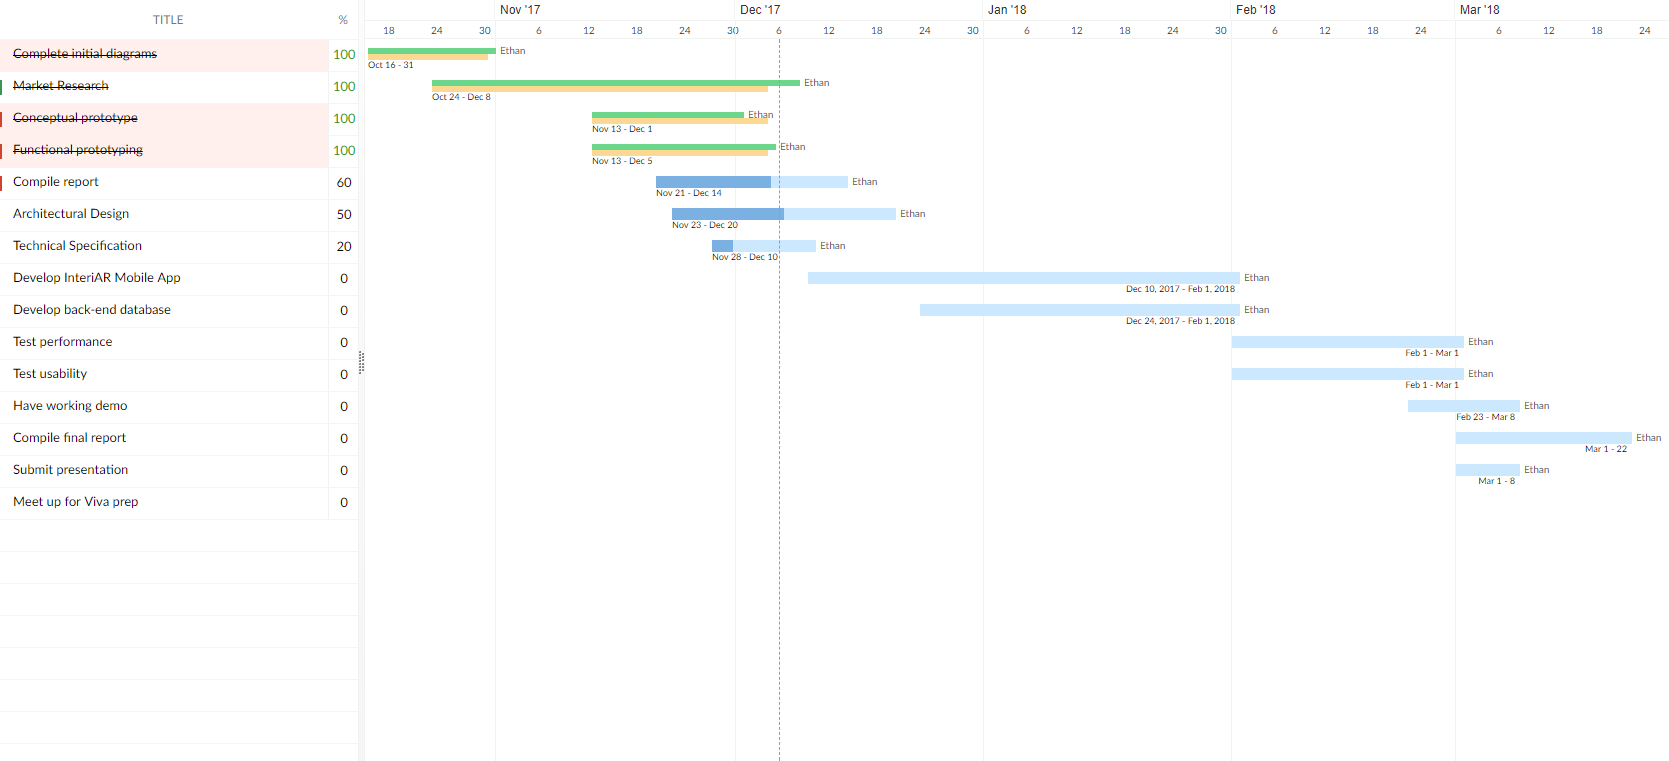 TITLE %
Nov '17 Dec '17 Jan '18 Feb '18 Mar '18
18 24 30 6 12 18 24 30 6 12 18 24 30 6 12 18 24 30 6 12 18 24 6 12 18 24
Complete initial diagrams 100 Ethan
Oct 16 - 31
Market Research 100 Ethan
Oct 24 - Dec 8
Conceptual prototype 100 Ethan
Nov 13 - Dec 1
Functional prototyping 100 Ethan
Nov 13 - Dec 5
Compile report 60 Ethan
Nov 21 - Dec 14
Architectural Design 50 Ethan
Nov 23 - Dec 20
Technical Specification 20 Ethan
Nov 28 - Dec 10
Develop InteriAR Mobile App 0 Ethan
Dec 10, 2017 - Feb 1, 2018
Develop back-end database 0 Ethan
Dec 24, 2017 - Feb 1, 2018
Test performance 0 Ethan
Feb 1 - Mar 1
Test usability 0 Ethan
Feb 1 - Mar 1
Have working demo 0 Ethan
Feb 23 - Mar 8
Compile final report 0 Ethan
Mar 1 - 22
Submit presentation 0 Ethan
Mar 1 - 8
Meet up for Viva prep 0